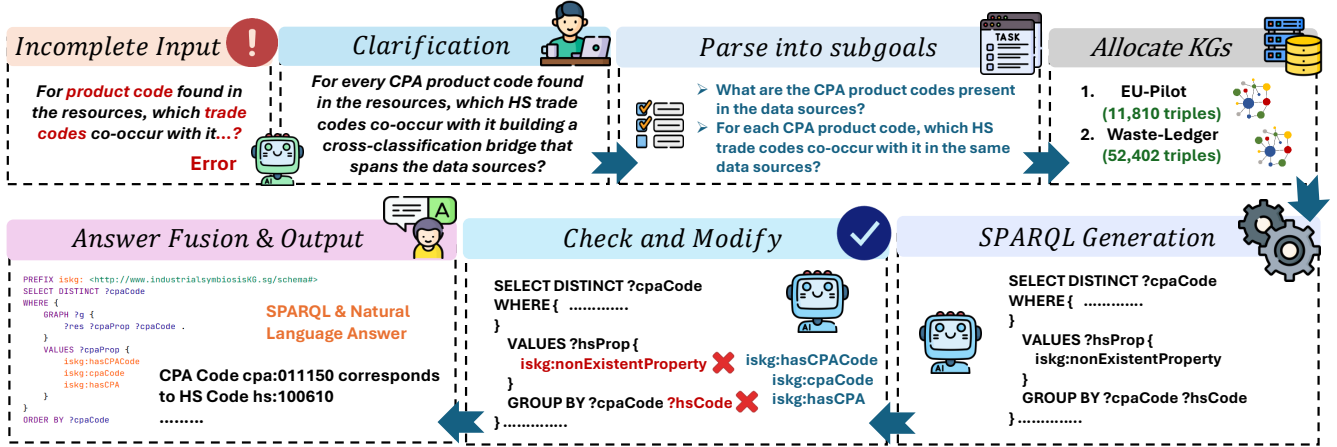 Incomplete Input
!
For product code found in
the resources, which trade
codes co-occur with it...?
Error
AI
Clarification
For every CPA product code found
in the resources, which HS trade
codes co-occur with it building a
cross-classification bridge that
spans the data sources?
Parse into subgoals
TASK
➢ What are the CPA product codes present
in the data sources?
➢ For each CPA product code, which HS
trade codes co-occur with it in the same
data sources?
Allocate KGs
1. EU-Pilot
(11,810 triples)
2. Waste-Ledger
(52,402 triples)
SPARQL Generation
SELECT DISTINCT ?cpaCode
WHERE { .............
}
VALUES ?hsProp {
iskg:nonExistentProperty
}
GROUP BY ?cpaCode ?hsCode
} ..............
AI
Check and Modify
SELECT DISTINCT ?cpaCode
WHERE { .............
}
VALUES ?hsProp {
iskg:nonExistentProperty
}
GROUP BY ?cpaCode ?hsCode
} ..............
AI
iskg:hasCPACode
iskg:cpaCode
iskg:hasCPA
Answer Fusion & Output
A
PREFIX iskg: <http://www.industrialsymbiosisKG.sg/schema#>
SELECT DISTINCT ?cpaCode
WHERE {
GRAPH ?g {
?res ?cpaProp ?cpaCode .
}
VALUES ?cpaProp {
iskg:hasCPACode
iskg:cpaCode
iskg:hasCPA
}
}
ORDER BY ?cpaCode
SPARQL & Natural
Language Answer
CPA Code cpa:011150 corresponds
to HS Code hs:100610
.........